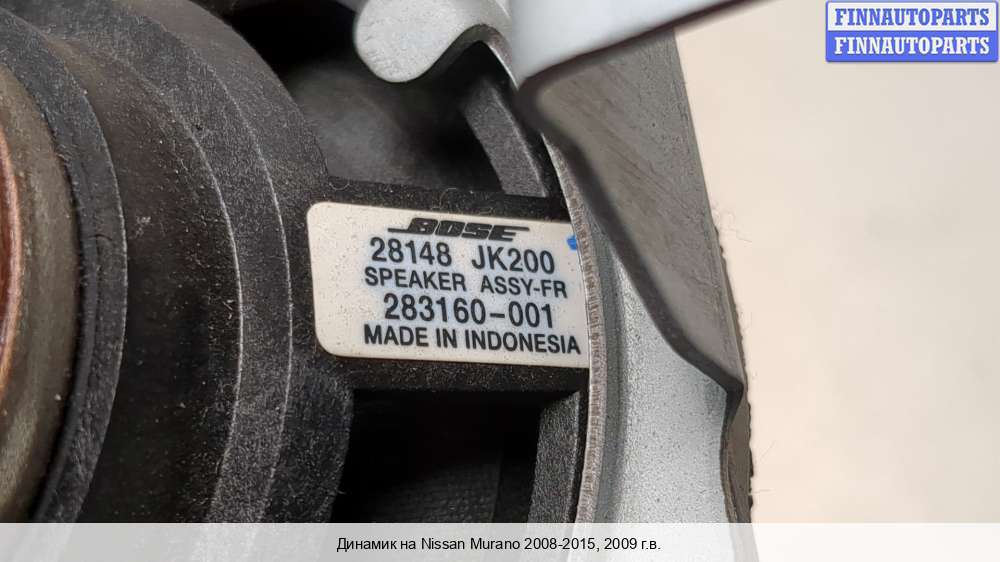 FINNAUTOPARTS
FINNAUTOPARTS
BOSE
28148 JK200
SPEAKER ASSY-FR
283160-001
MADE IN INDONESIA
Динамик на Nissan Murano 2008-2015, 2009 г.в.